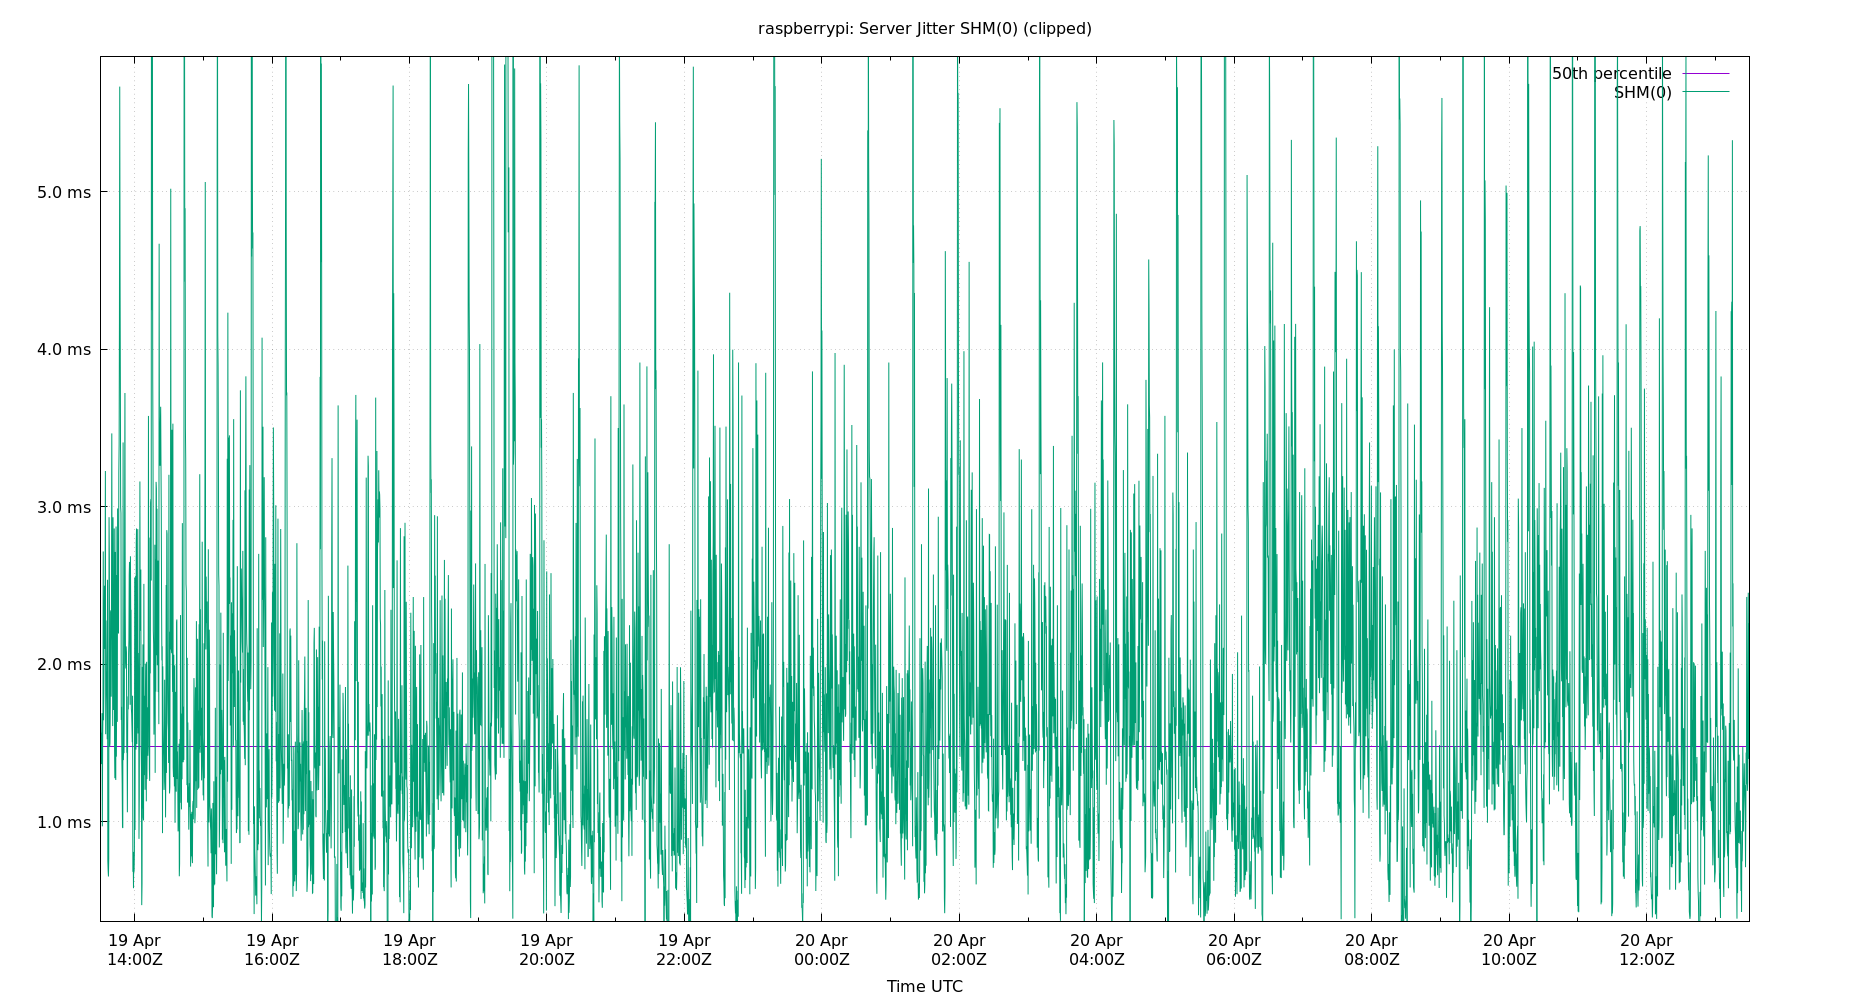 raspberrypi: Server Jitter SHM(0) (clipped)
50th percentile
SHM(0)
5.0 ms
4.0 ms
3.0 ms
2.0 ms
1.0 ms
19 Apr 19 Apr 19 Apr 19 Apr 19 Apr 20 Apr 20 Apr 20 Apr 20 Apr 20 Apr 20 Apr 20 Apr
14:00Z 16:00Z 18:00Z 20:00Z 22:00Z 00:00Z 02:00Z 04:00Z 06:00Z 08:00Z 10:00Z 12:00Z
Time UTC